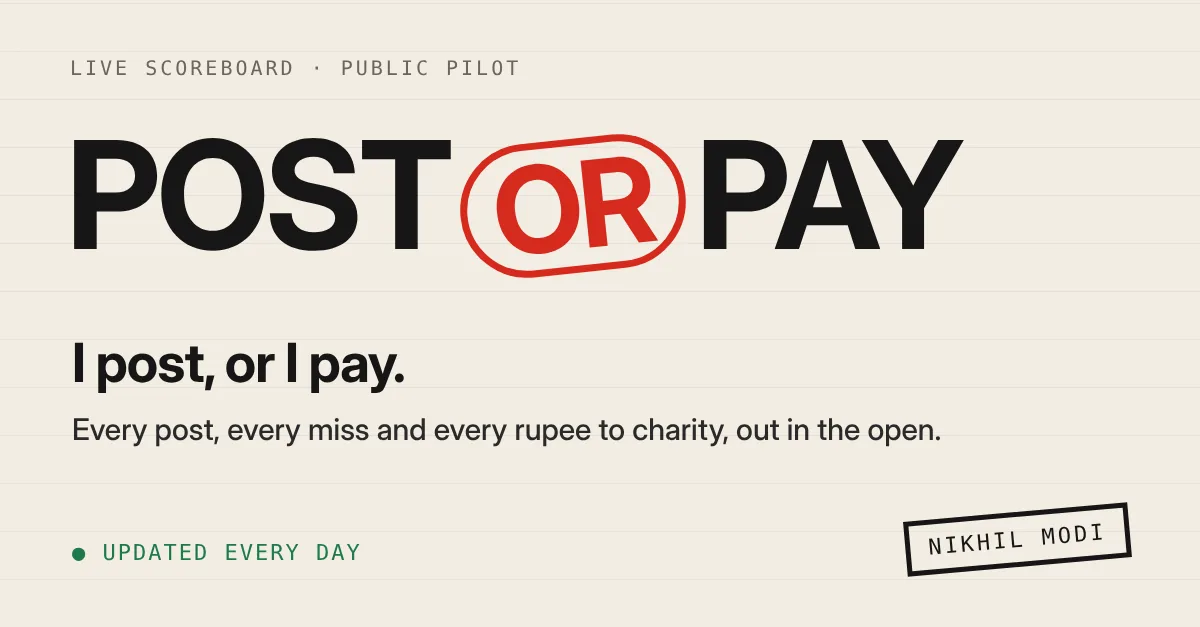 LIVE SCOREBOARD · PUBLIC PILOT
POST OR PAY
I post, or I pay.
Every post, every miss and every rupee to charity, out in the open.
UPDATED EVERY DAY
NIKHIL MODI